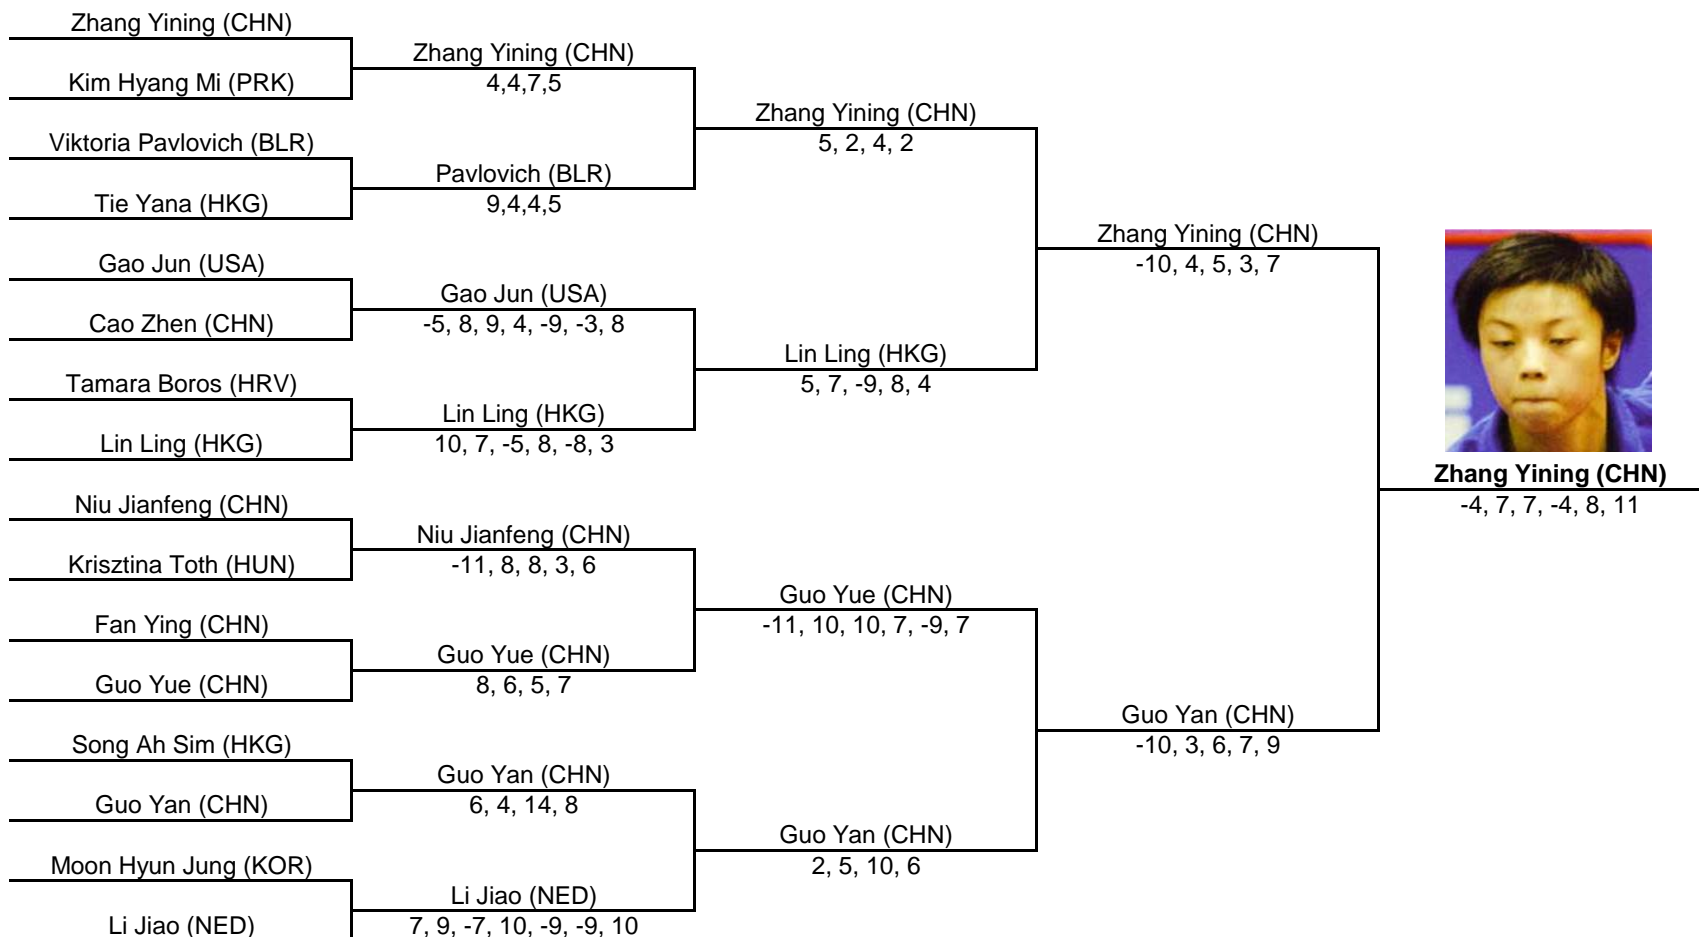 Zhang Yining (CHN)
Kim Hyang Mi (PRK)
Viktoria Pavlovich (BLR)
Tie Yana (HKG)
Gao Jun (USA)
Cao Zhen (CHN)
Tamara Boros (HRV)
Lin Ling (HKG)
Niu Jianfeng (CHN)
Krisztina Toth (HUN)
Fan Ying (CHN)
Guo Yue (CHN)
Song Ah Sim (HKG)
Guo Yan (CHN)
Moon Hyun Jung (KOR)
Li Jiao (NED)
Zhang Yining (CHN)
4,4,7,5
Pavlovich (BLR)
9,4,4,5
Gao Jun (USA)
-5, 8, 9, 4, -9, -3, 8
Lin Ling (HKG)
10, 7, -5, 8, -8, 3
Niu Jianfeng (CHN)
-11, 8, 8, 3, 6
Guo Yue (CHN)
8, 6, 5, 7
Guo Yan (CHN)
6, 4, 14, 8
Li Jiao (NED)
7, 9, -7, 10, -9, -9, 10
Zhang Yining (CHN)
5, 2, 4, 2
Lin Ling (HKG)
5, 7, -9, 8, 4
Guo Yue (CHN)
-11, 10, 10, 7, -9, 7
Guo Yan (CHN)
2, 5, 10, 6
Zhang Yining (CHN)
-10, 4, 5, 3, 7
Guo Yan (CHN)
-10, 3, 6, 7, 9
Zhang Yining (CHN)
-4, 7, 7, -4, 8, 11